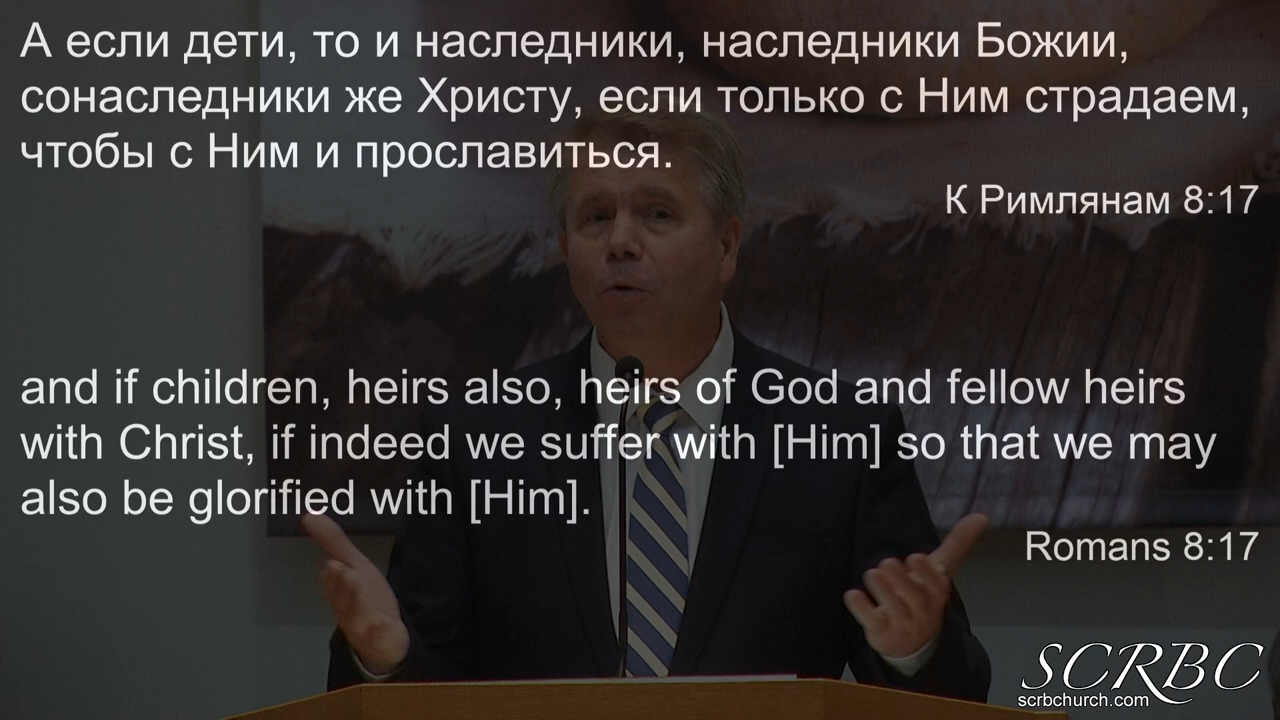 А если дети, то и наследники, наследники Божии,
сонаследники же Христу, если только с Ним страдаем,
чтобы с Ним и прославиться.
К Римлянам 8:17
and if children, heirs also, heirs of God and fellow heirs
with Christ, if indeed we suffer with [Him] so that we may
also be glorified with [Him].
Romans 8:17
SCRBC
scrbchurch.com